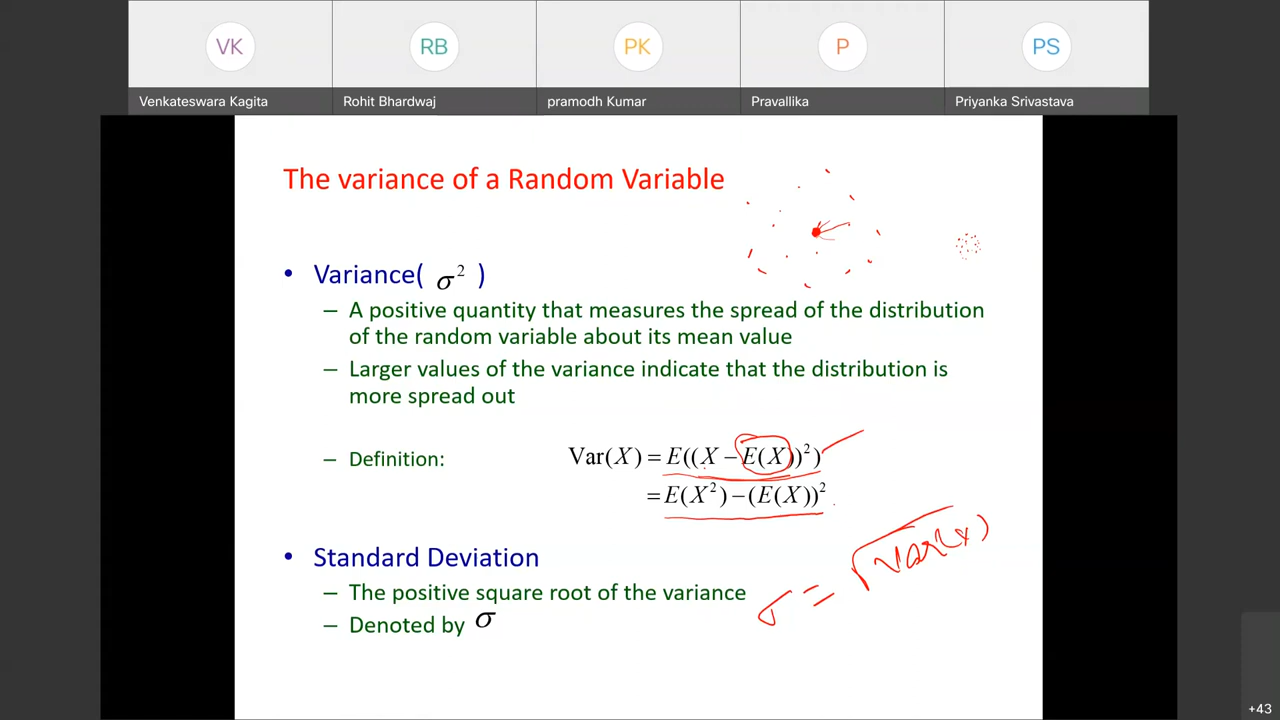 VK RB PK P PS
Venkateswara Kagita Rohit Bhardwaj pramodh Kumar Pravallika Priyanka Srivastava
The variance of a Random Variable
• Variance( σ² )
– A positive quantity that measures the spread of the distribution
of the random variable about its mean value
– Larger values of the variance indicate that the distribution is
more spread out
– Definition: Var(X) = E((X − E(X))²)
= E(X²) − (E(X))²
• Standard Deviation
– The positive square root of the variance
– Denoted by σ
σ = √Var(x)
+43